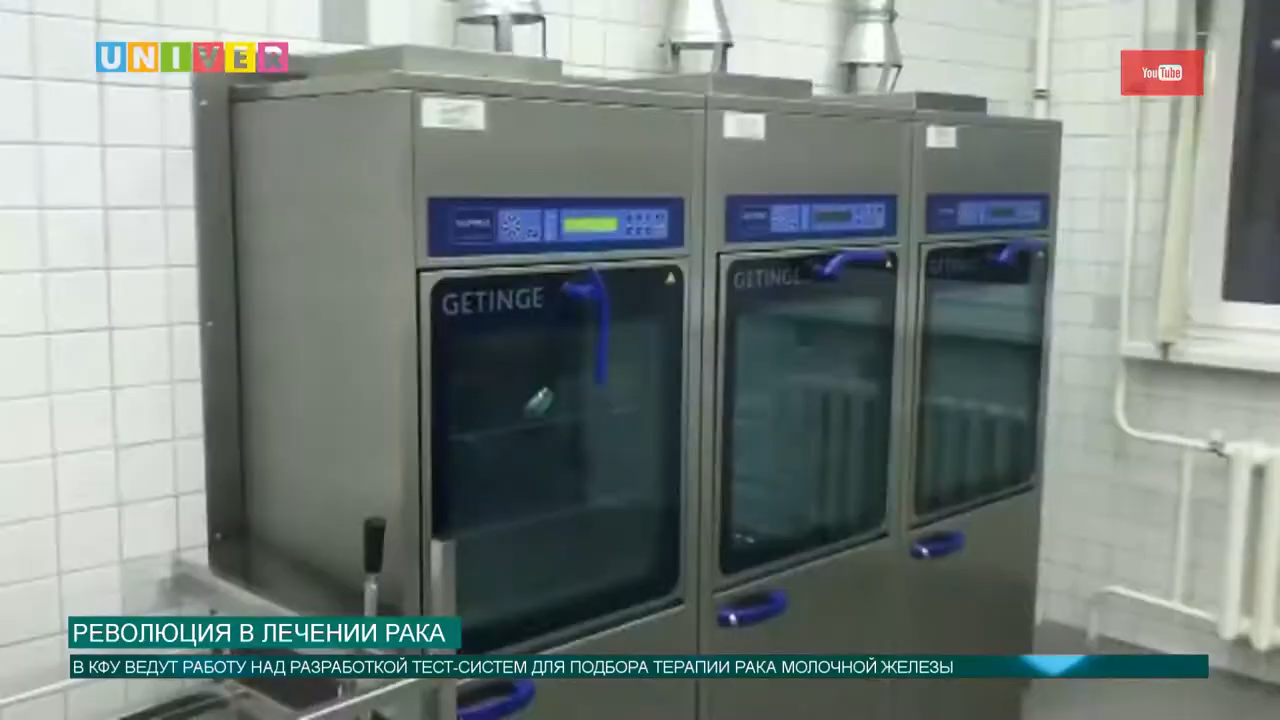 UNIVER
YouTube
GETINGE
GETINGE
GETINGE
РЕВОЛЮЦИЯ В ЛЕЧЕНИИ РАКА
В КФУ ВЕДУТ РАБОТУ НАД РАЗРАБОТКОЙ ТЕСТ-СИСТЕМ ДЛЯ ПОДБОРА ТЕРАПИИ РАКА МОЛОЧНОЙ ЖЕЛЕЗЫ